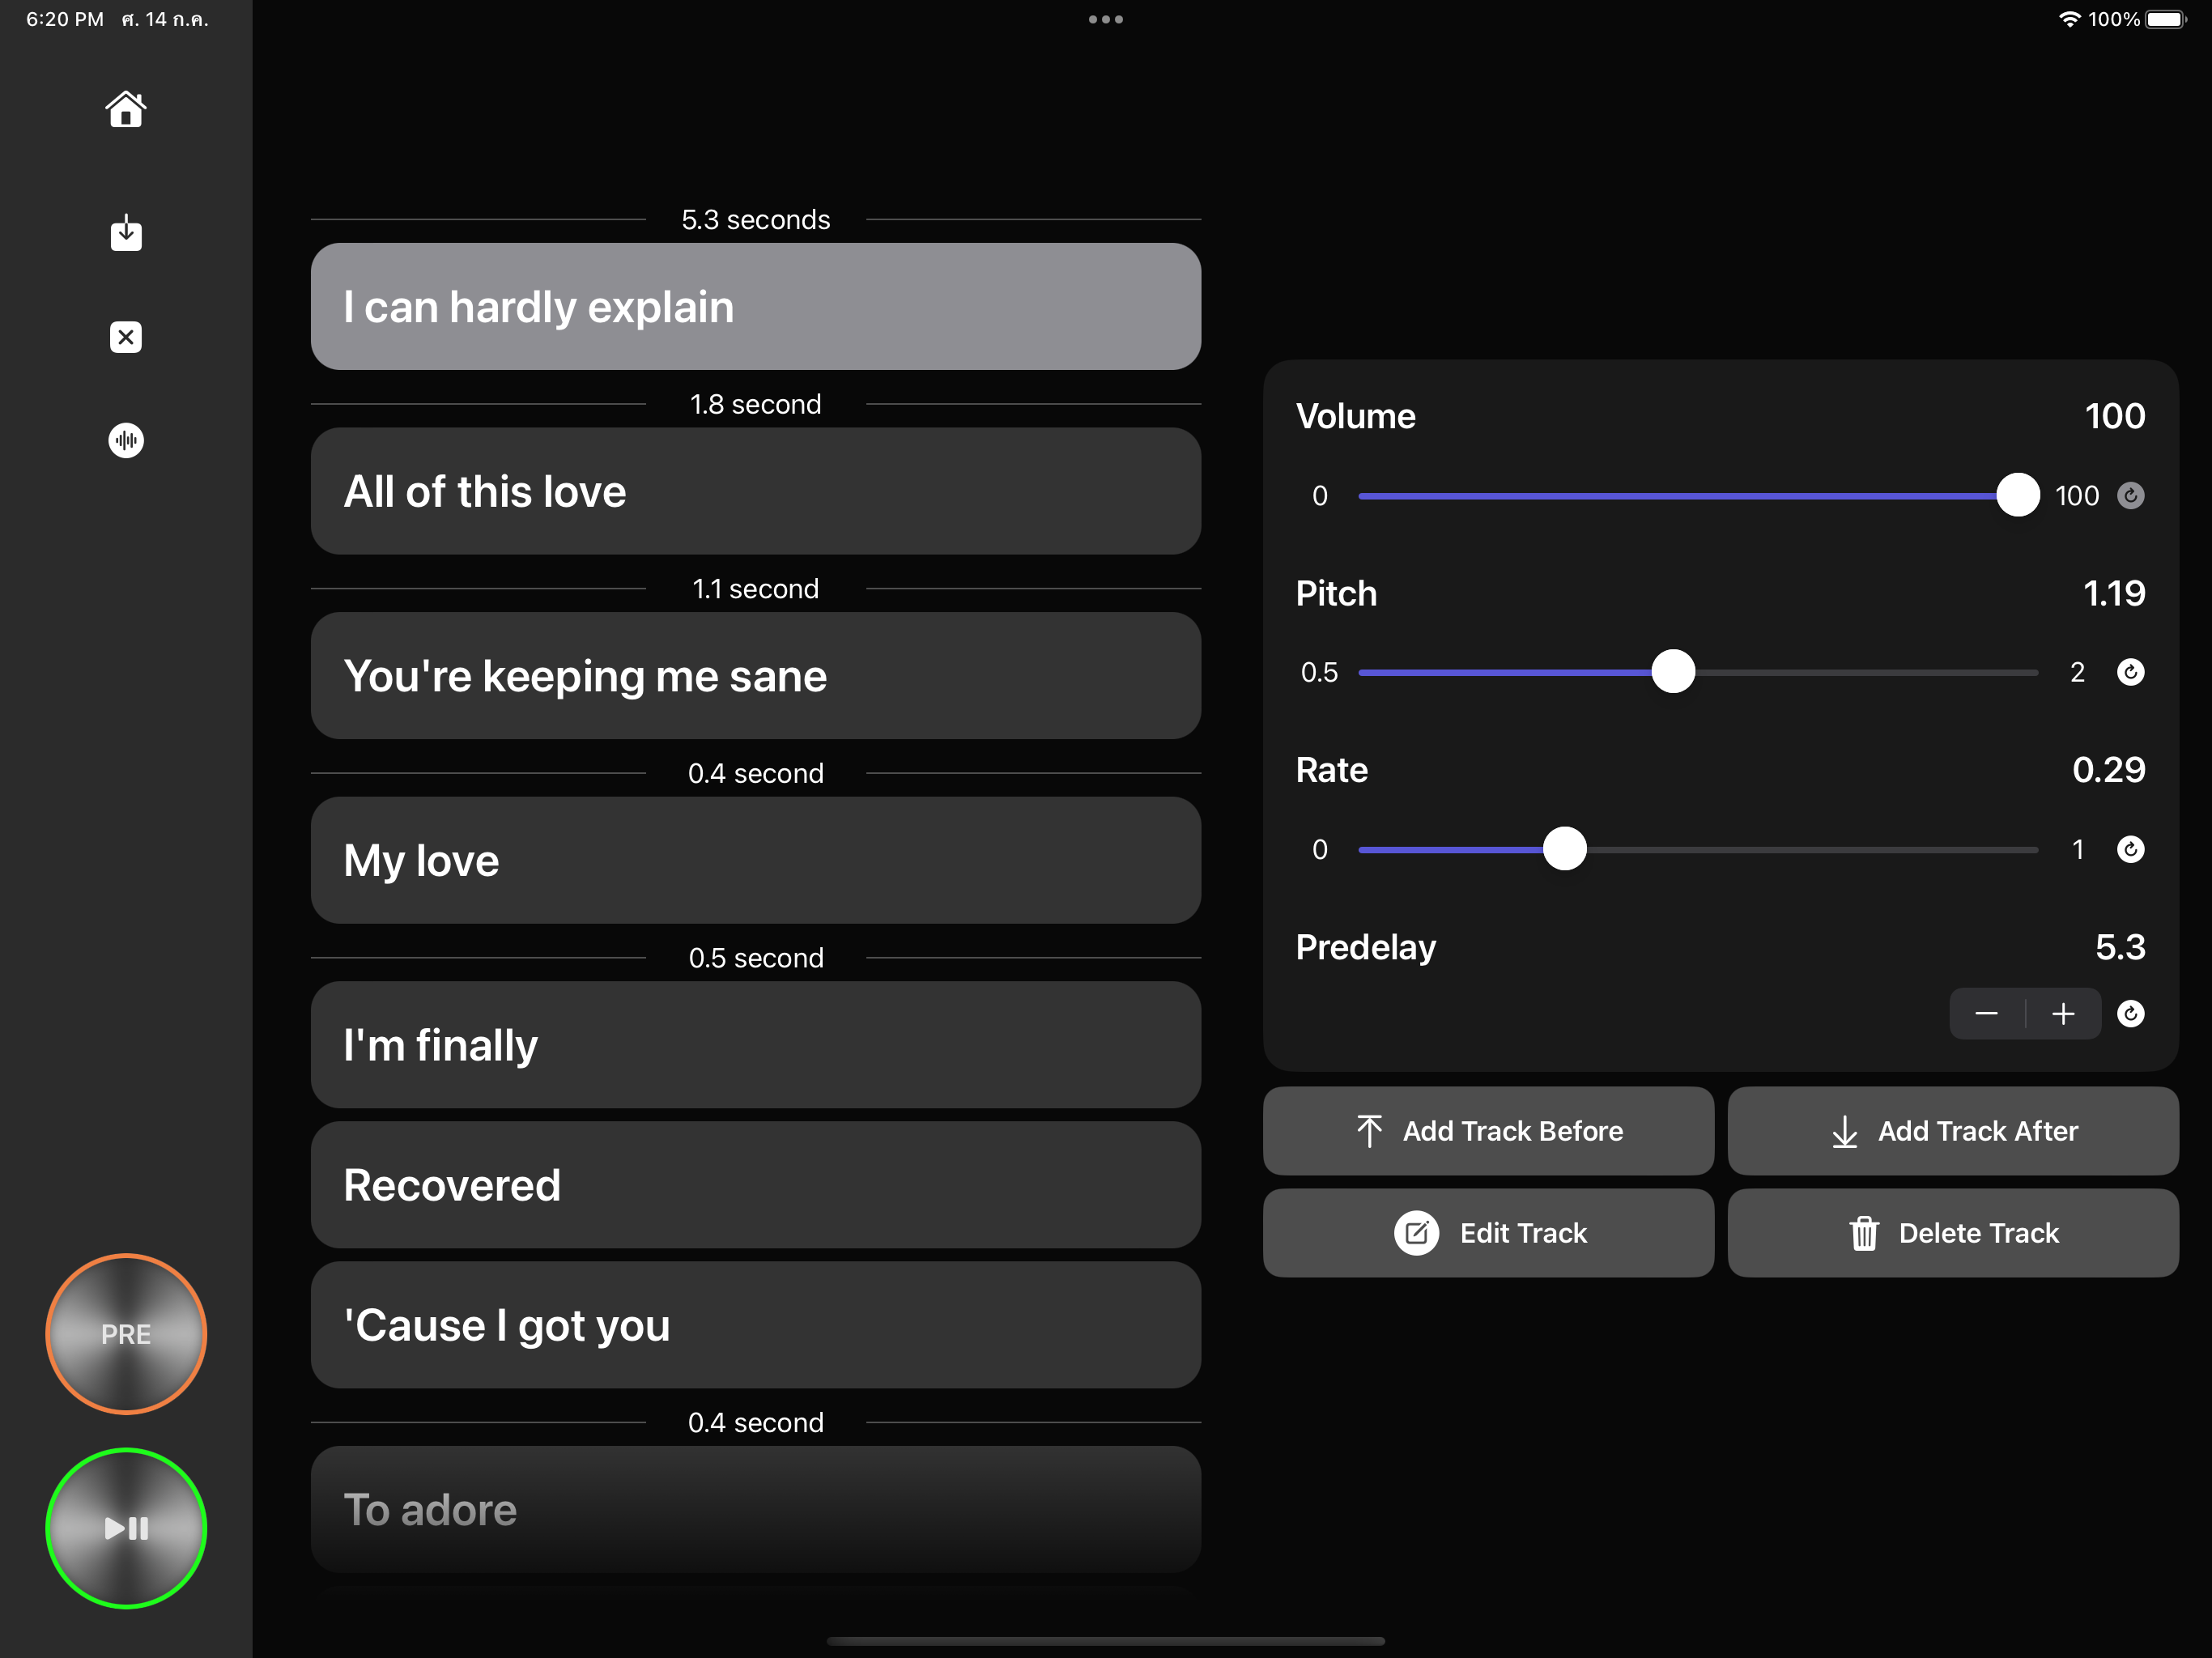 6:20 PM ศ. 14 ก.ค.
100%
5.3 seconds
I can hardly explain
1.8 second
All of this love
1.1 second
You're keeping me sane
0.4 second
My love
0.5 second
I'm finally
Recovered
'Cause I got you
0.4 second
To adore
PRE
Volume 100
0 100
Pitch 1.19
0.5 2
Rate 0.29
0 1
Predelay 5.3
Add Track Before
Add Track After
Edit Track
Delete Track